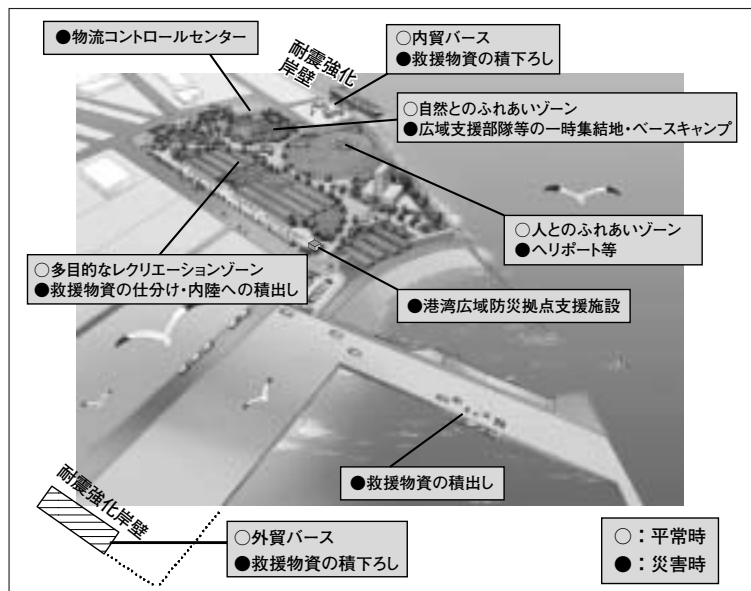 ●物流コントロールセンター
耐震強化
岸壁
○内貿バース
●救援物資の積下ろし
○自然とのふれあいゾーン
●広域支援部隊等の一時集結地・ベースキャンプ
○人とのふれあいゾーン
●ヘリポート等
○多目的なレクリエーションゾーン
●救援物資の仕分け・内陸への積出し
●港湾広域防災拠点支援施設
●救援物資の積出し
耐震強化岸壁
○外貿バース
●救援物資の積下ろし
○：平常時
●：災害時